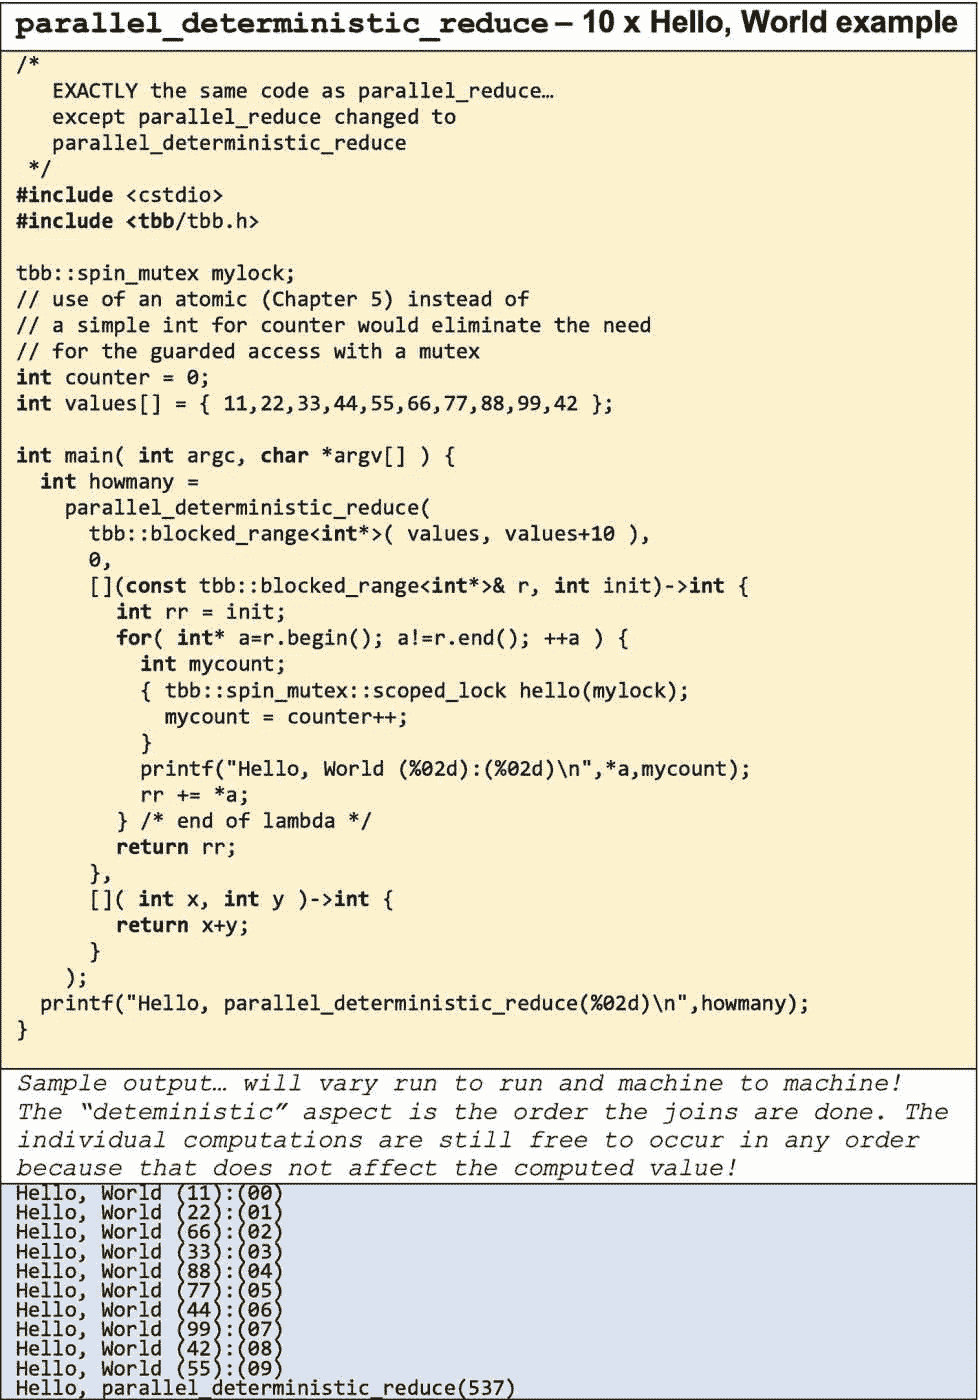 parallel_deterministic_reduce – 10 x Hello, World example
/*
   EXACTLY the same code as parallel_reduce…
   except parallel_reduce changed to
   parallel_deterministic_reduce
 */
#include <cstdio>
#include <tbb/tbb.h>

tbb::spin_mutex mylock;
// use of an atomic (Chapter 5) instead of
// a simple int for counter would eliminate the need
// for the guarded access with a mutex
int counter = 0;
int values[] = { 11,22,33,44,55,66,77,88,99,42 };

int main( int argc, char *argv[] ) {
  int howmany =
    parallel_deterministic_reduce(
      tbb::blocked_range<int*>( values, values+10 ),
      0,
      [](const tbb::blocked_range<int*>& r, int init)->int {
        int rr = init;
        for( int* a=r.begin(); a!=r.end(); ++a ) {
          int mycount;
          { tbb::spin_mutex::scoped_lock hello(mylock);
            mycount = counter++;
          }
          printf("Hello, World (%02d):(%02d)\n",*a,mycount);
          rr += *a;
        } /* end of lambda */
        return rr;
      },
      []( int x, int y )->int {
        return x+y;
      }
    );
  printf("Hello, parallel_deterministic_reduce(%02d)\n",howmany);
}
Sample output… will vary run to run and machine to machine!
The “deteministic” aspect is the order the joins are done. The
individual computations are still free to occur in any order
because that does not affect the computed value!
Hello, World (11):(00)
Hello, World (22):(01)
Hello, World (66):(02)
Hello, World (33):(03)
Hello, World (88):(04)
Hello, World (77):(05)
Hello, World (44):(06)
Hello, World (99):(07)
Hello, World (42):(08)
Hello, World (55):(09)
Hello, parallel_deterministic_reduce(537)